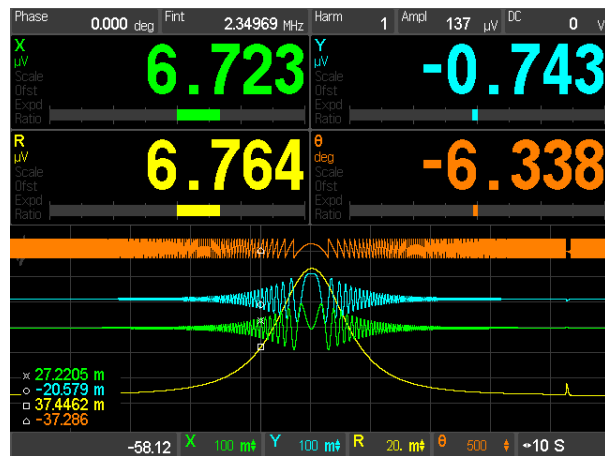 Phase 0.000 deg Fint 2.34969 MHz Harm 1 Ampl 137 µV DC 0 V
X µV Scale Ofst Expd Ratio 6.723
Y µV Scale Ofst Expd Ratio -0.743
R µV Scale Ofst Expd Ratio 6.764
θ deg Scale Ofst Expd Ratio -6.338
27.2205 m
-20.579 m
37.4462 m
-37.286
-58.12 X 100 m Y 100 m R 20. m θ 500 10 S